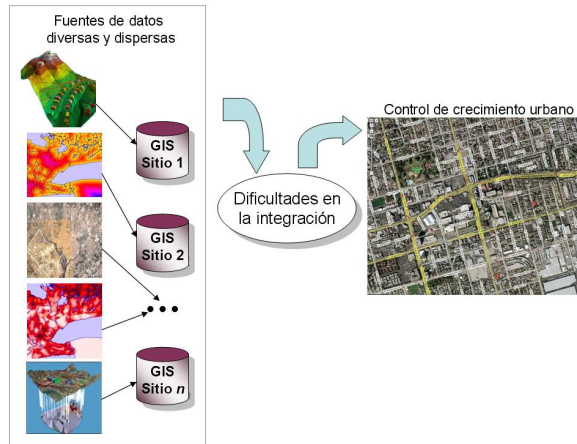 Fuentes de datos
diversas y dispersas
GIS
Sitio 1
GIS
Sitio 2
GIS
Sitio n
Dificultades en
la integración
Control de crecimiento urbano